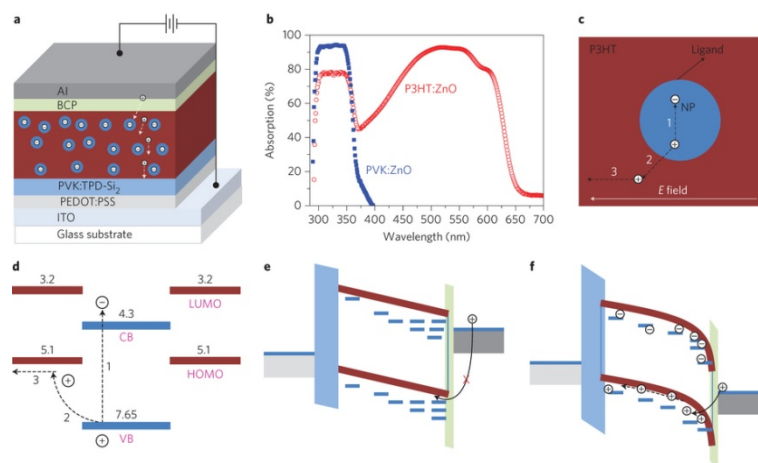 a
Al
BCP
PVK:TPD-Si2
PEDOT:PSS
ITO
Glass substrate
b
Absorption (%)
100
80
60
40
20
0
P3HT:ZnO
PVK:ZnO
300 350 400 450 500 550 600 650 700
Wavelength (nm)
c
P3HT
Ligand
NP
1
2
3
E field
d
3.2
3.2
LUMO
4.3
CB
5.1
5.1
HOMO
3
1
2
7.65
VB
e
f